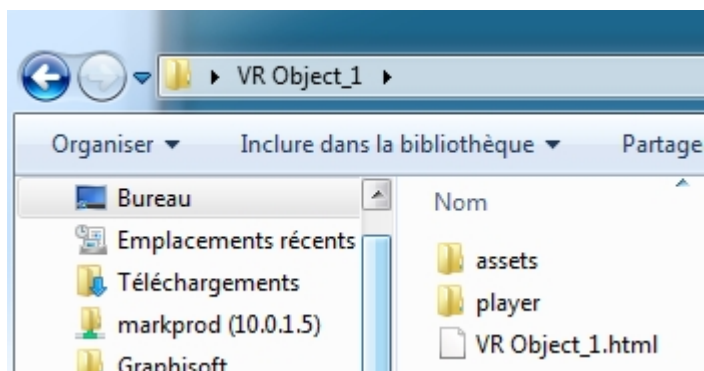 VR Object_1
Organiser Inclure dans la bibliothèque Partage
Bureau
Emplacements récents
Téléchargements
markprod (10.0.1.5)
Graphisoft
Nom
assets
player
VR Object_1.html